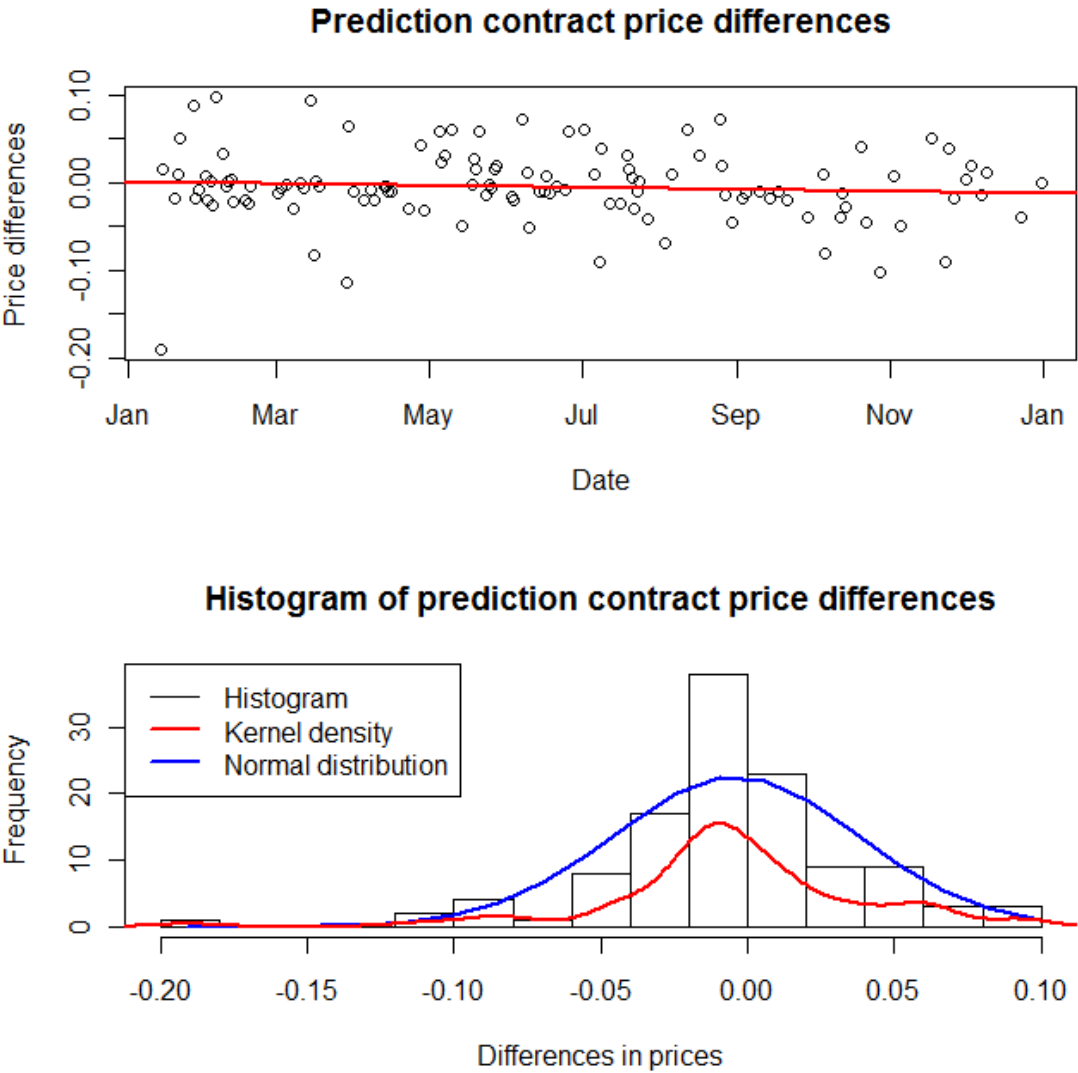 Prediction contract price differences
Price differences
0.10
0.00
-0.10
-0.20
Jan Mar May Jul Sep Nov Jan
Date
Histogram of prediction contract price differences
Histogram
Kernel density
Normal distribution
Frequency
30
20
10
0
-0.20 -0.15 -0.10 -0.05 0.00 0.05 0.10
Differences in prices